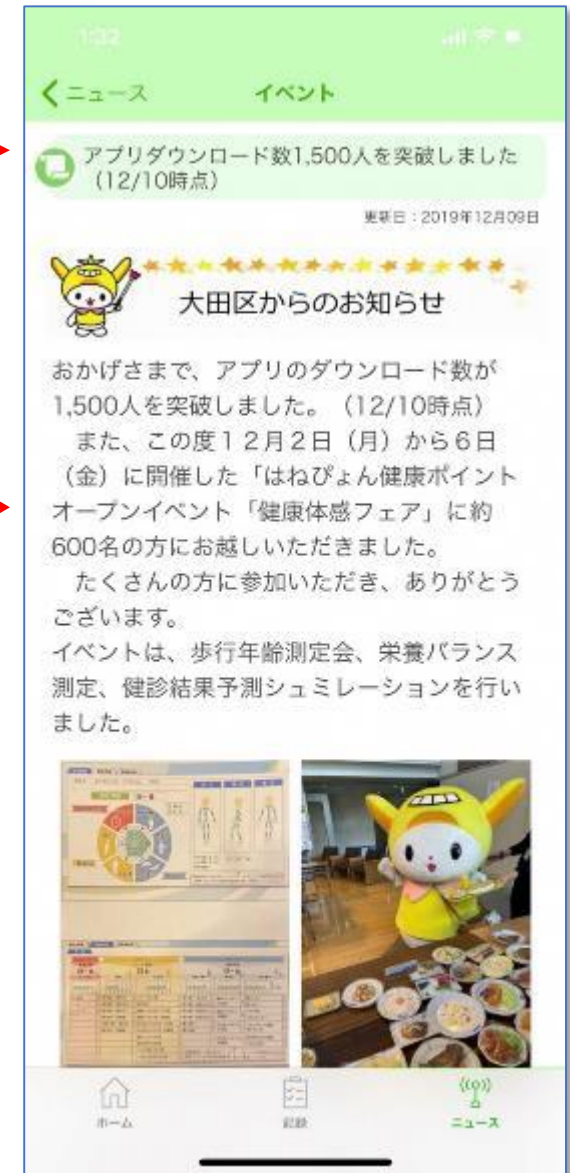 1:32
ニュース
イベント
アプリダウンロード数1,500人を突破しました
（12/10時点）
更新日：2019年12月09日
大田区からのお知らせ
おかげさまで、アプリのダウンロード数が
1,500人を突破しました。（12/10時点）
また、この度１２月２日（月）から６日
（金）に開催した「はねぴょん健康ポイント
オープンイベント「健康体感フェア」に約
600名の方にお越しいただきました。
たくさんの方に参加いただき、ありがとう
ございます。
イベントは、歩行年齢測定会、栄養バランス
測定、健診結果予測シュミレーションを行い
ました。
ホーム
記録
ニュース